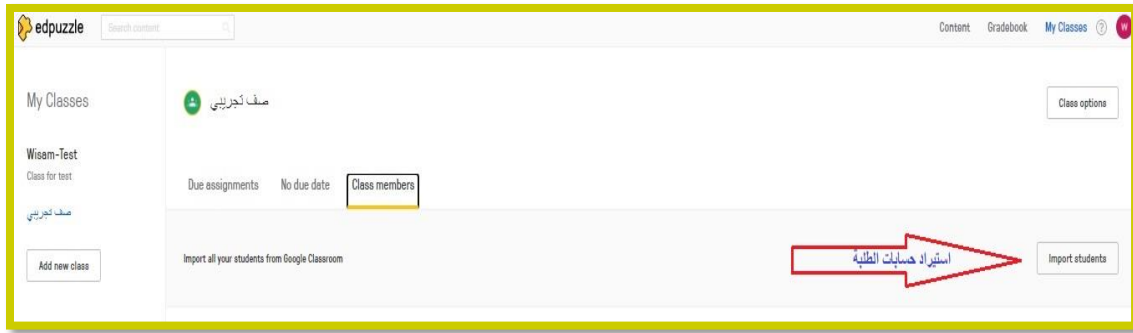 edpuzzle
Search content
Content Gradebook My Classes ? W
My Classes
صف تجريبي
Class options
Wisam-Test
Class for test
Due assignments No due date Class members
صف تجريبي
Add new class
Import all your students from Google Classroom
استيراد حسابات الطلبة
Import students